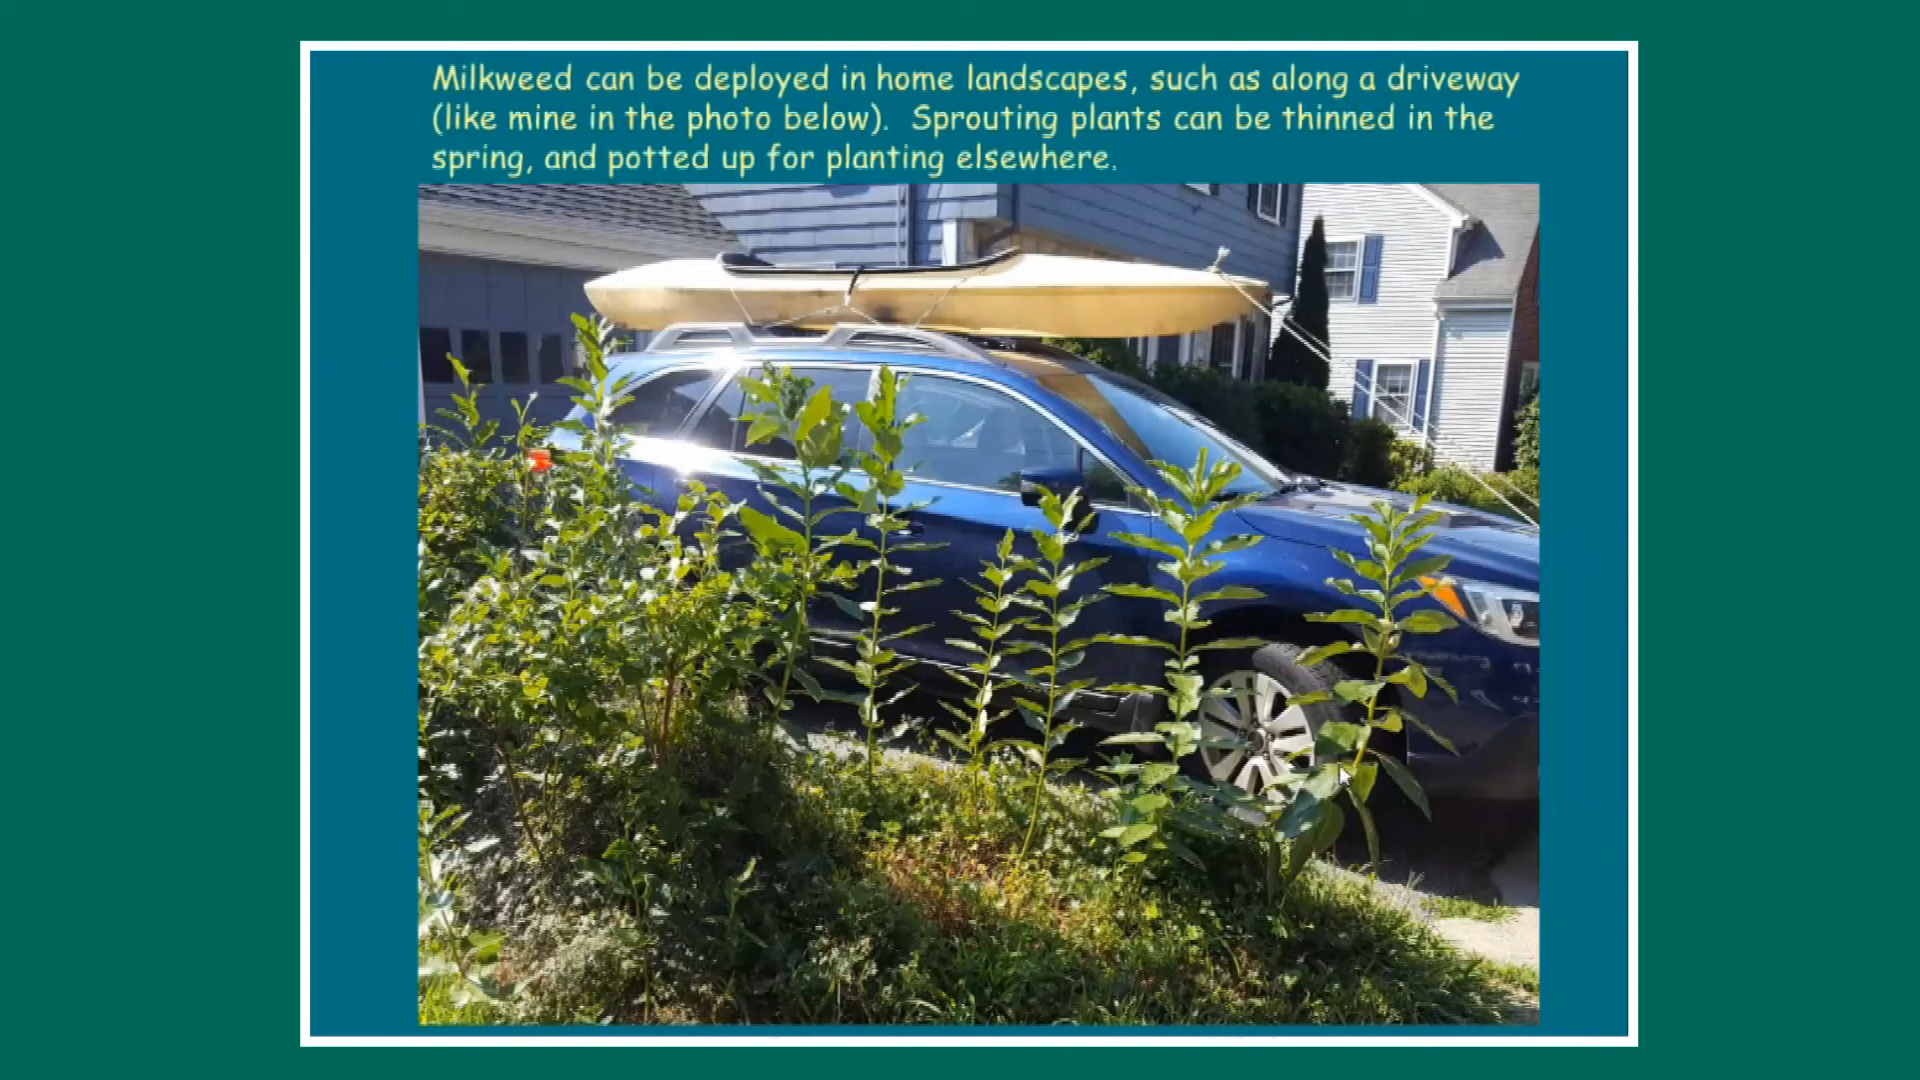 Milkweed can be deployed in home landscapes, such as along a driveway
(like mine in the photo below).  Sprouting plants can be thinned in the
spring, and potted up for planting elsewhere.